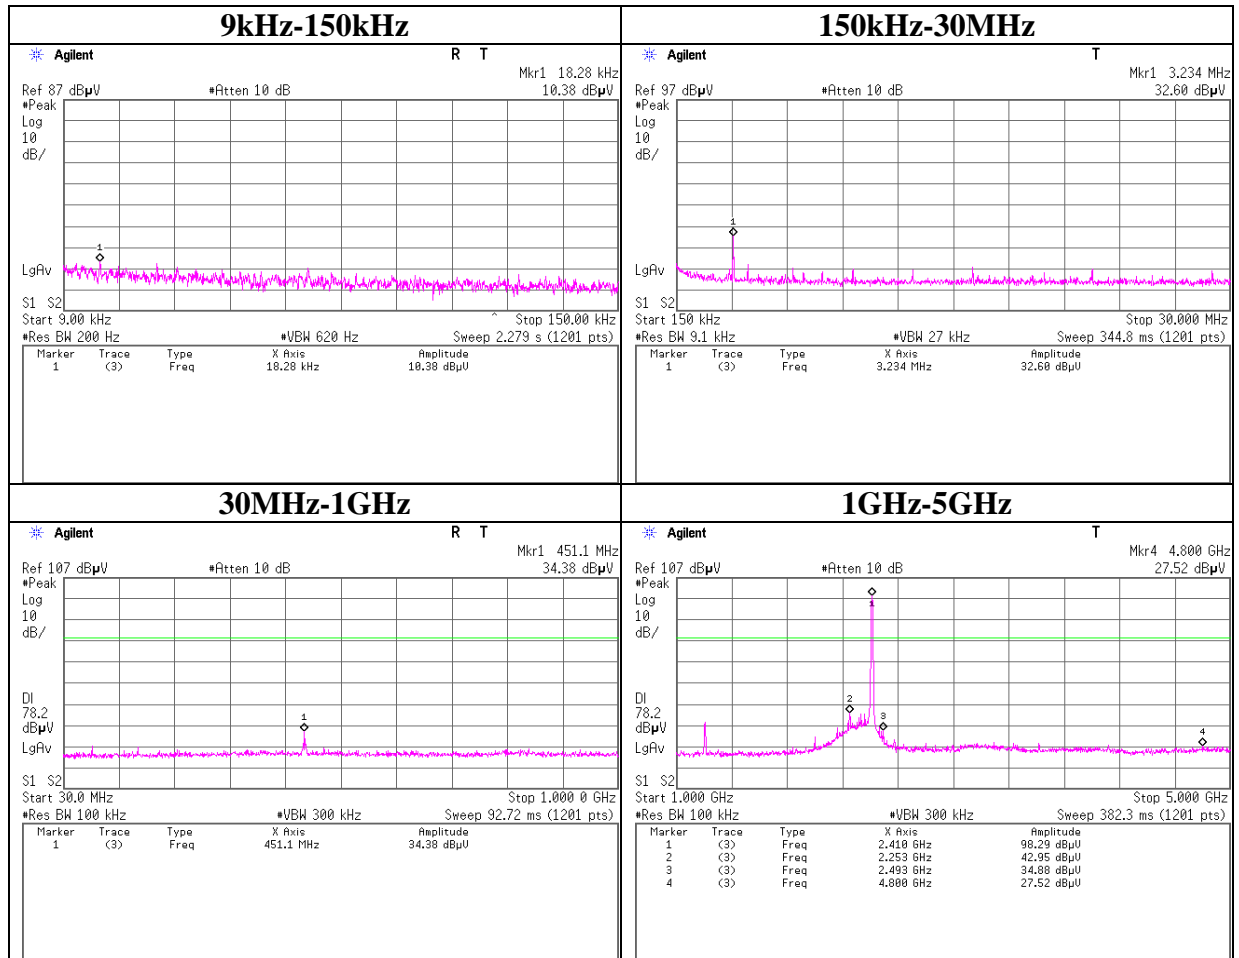 9kHz-150kHz
Agilent R T
Mkr1 18.28 kHz
Ref 87 dBµV #Atten 10 dB 10.38 dBµV
#Peak
Log
10
dB/
1
LgAv
S1 S2
Start 9.00 kHz ^ Stop 150.00 kHz
#Res BW 200 Hz #VBW 620 Hz Sweep 2.279 s (1201 pts)
Marker Trace Type X Axis Amplitude
1 (3) Freq 18.28 kHz 10.38 dBµV
150kHz-30MHz
Agilent T
Mkr1 3.234 MHz
Ref 97 dBµV #Atten 10 dB 32.60 dBµV
#Peak
Log
10
dB/
1
LgAv
S1 S2
Start 150 kHz Stop 30.000 MHz
#Res BW 9.1 kHz #VBW 27 kHz Sweep 344.8 ms (1201 pts)
Marker Trace Type X Axis Amplitude
1 (3) Freq 3.234 MHz 32.60 dBµV
30MHz-1GHz
Agilent R T
Mkr1 451.1 MHz
Ref 107 dBµV #Atten 10 dB 34.38 dBµV
#Peak
Log
10
dB/
DI
78.2
dBµV
1
LgAv
S1 S2
Start 30.0 MHz Stop 1.000 0 GHz
#Res BW 100 kHz #VBW 300 kHz Sweep 92.72 ms (1201 pts)
Marker Trace Type X Axis Amplitude
1 (3) Freq 451.1 MHz 34.38 dBµV
1GHz-5GHz
Agilent T
Mkr4 4.800 GHz
Ref 107 dBµV #Atten 10 dB 27.52 dBµV
#Peak
Log
10
dB/
1
DI
2
78.2
3
dBµV
4
LgAv
S1 S2
Start 1.000 GHz Stop 5.000 GHz
#Res BW 100 kHz #VBW 300 kHz Sweep 382.3 ms (1201 pts)
Marker Trace Type X Axis Amplitude
1 (3) Freq 2.410 GHz 98.29 dBµV
2 (3) Freq 2.253 GHz 42.95 dBµV
3 (3) Freq 2.493 GHz 34.88 dBµV
4 (3) Freq 4.800 GHz 27.52 dBµV